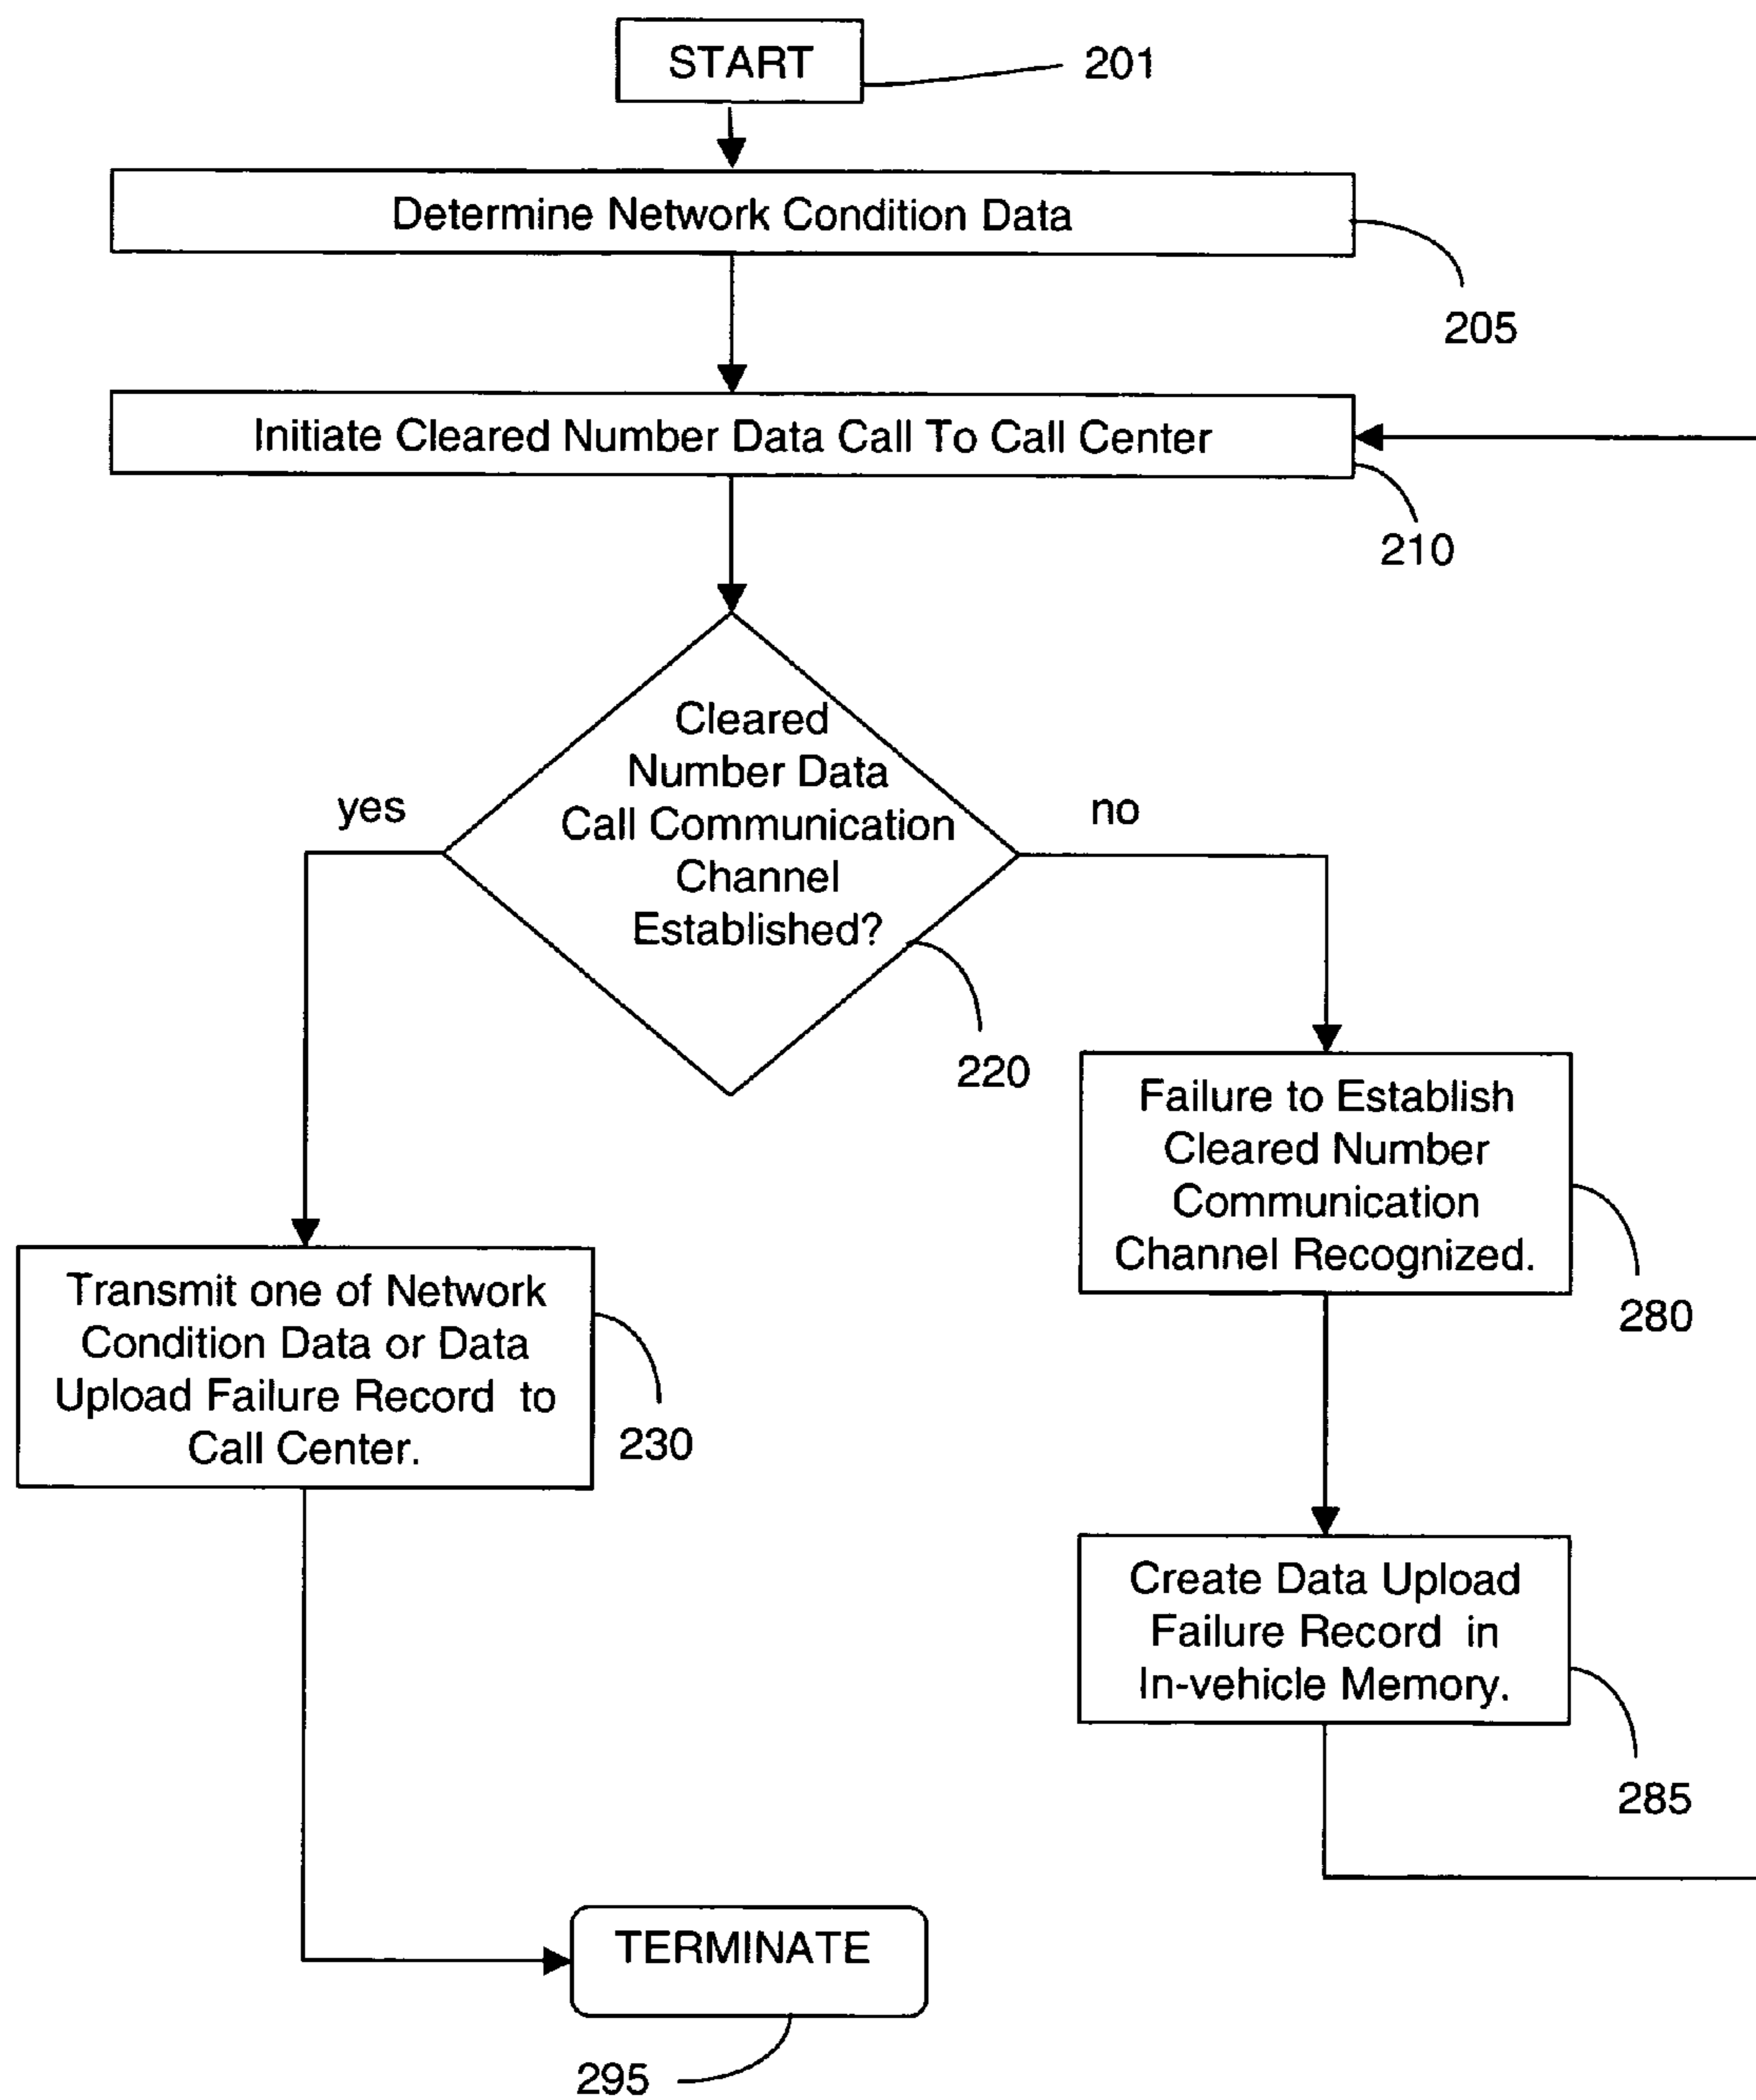 START
201
Determine Network Condition Data
205
Initiate Cleared Number Data Call To Call Center
210
Cleared
Number Data
Call Communication
Channel
Established?
yes
no
220
Failure to Establish
Cleared Number
Communication
Channel Recognized.
280
Transmit one of Network
Condition Data or Data
Upload Failure Record to
Call Center.
230
Create Data Upload
Failure Record in
In-vehicle Memory.
285
TERMINATE
295